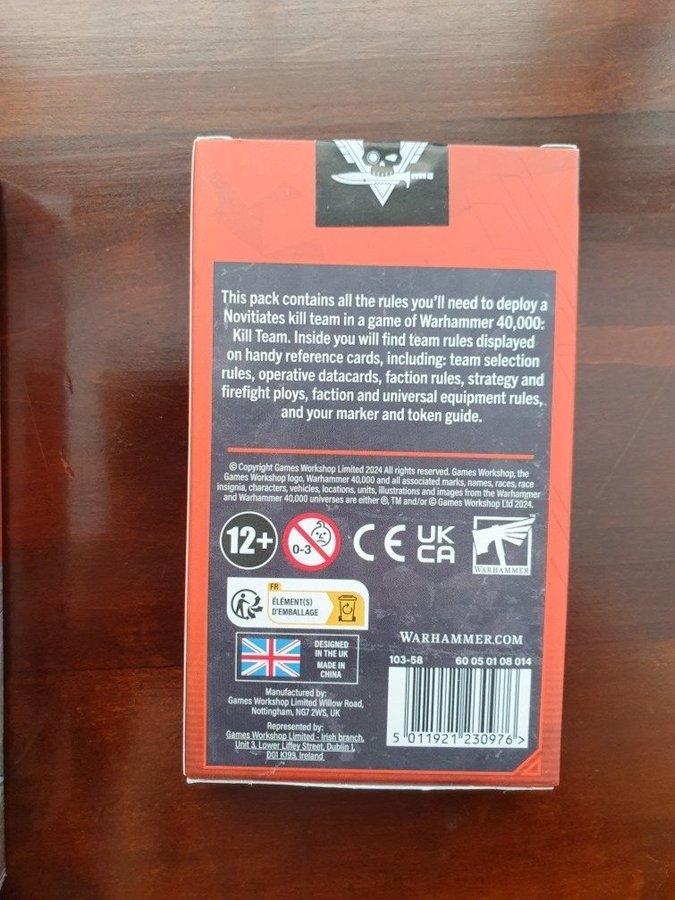 This pack contains all the rules you'll need to deploy a
Novitiates kill team in a game of Warhammer 40,000:
Kill Team. Inside you will find team rules displayed
on handy reference cards, including: team selection
rules, operative datacards, faction rules, strategy and
firefight ploys, faction and universal equipment rules,
and your marker and token guide.
© Copyright Games Workshop Limited 2024 All rights reserved. Games Workshop, the
Games Workshop logo, Warhammer 40,000 and all associated marks, names, races, race
insignia, characters, vehicles, locations, units, illustrations and images from the Warhammer
and Warhammer 40,000 universes are either ®, TM and/or © Games Workshop Ltd 2024.
12+
0-3
CE
UK
CA
WARHAMMER
FR
ÉLÉMENT(S)
D'EMBALLAGE
DESIGNED
IN THE UK
MADE IN
CHINA
WARHAMMER.COM
103-58 60 05 01 08 014
Manufactured by:
Games Workshop Limited Willow Road,
Nottingham, NG7 2WS, UK
Represented by:
Games Workshop Limited - Irish branch,
Unit 3, Lower Liffey Street, Dublin 1,
D01 K199, Ireland
5 011921 230976 >